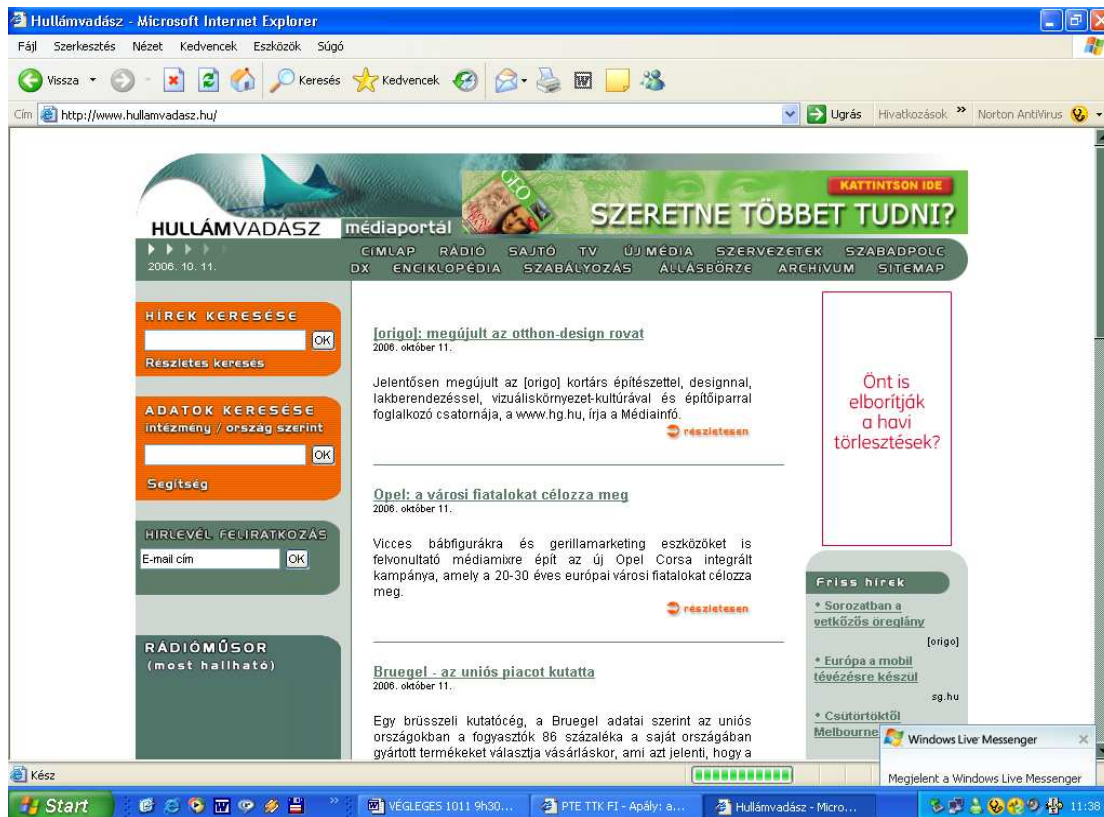 Hullámvadász - Microsoft Internet Explorer
Fájl Szerkesztés Nézet Kedvencek Eszközök Súgó
Vissza Keresés Kedvencek
Cím http://www.hullamvadasz.hu/ Ugrás Hivatkozások » Norton AntiVirus
GEO
KATTINTSON IDE
SZERETNE TÖBBET TUDNI?
HULLÁMVADÁSZ médiaportál
CÍMLAP RÁDIÓ SAJTÓ TV ÚJ MÉDIA SZERVEZETEK SZABADPOLC
2006. 10. 11.
DX ENCIKLOPÉDIA SZABÁLYOZÁS ÁLLÁSBÖRZE ARCHÍVUM SITEMAP
HÍREK KERESÉSE
OK
Részletes keresés
ADATOK KERESÉSE
intézmény / ország szerint
OK
Segítség
HIRLEVÉL FELIRATKOZÁS
E-mail cím OK
RÁDIÓMŰSOR
(most hallható)
[origo]: megújult az otthon-design rovat
2006. október 11.
Jelentősen megújult az [origo] kortárs építészettel, designnal,
lakberendezéssel, vizuáliskörnyezet-kultúrával és építőiparral
foglalkozó csatornája, a www.hg.hu, írja a Médiainfó.
részletesen
Opel: a városi fiatalokat célozza meg
2006. október 11.
Vicces bábfigurákra és gerillamarketing eszközöket is
felvonultató médiamixre épít az új Opel Corsa integrált
kampánya, amely a 20-30 éves európai városi fiatalokat célozza
meg.
részletesen
Bruegel - az uniós piacot kutatta
2006. október 11.
Egy brüsszeli kutatócég, a Bruegel adatai szerint az uniós
országokban a fogyasztók 86 százaléka a saját országában
gyártott termékeket választja vásárláskor, ami azt jelenti, hogy a
Önt is
elborítják
a havi
törlesztések?
Friss hírek
* Sorozatban a
vetkőzős öreglány
[origo]
* Európa a mobil
tévézésre készül
sg.hu
* Csütörtöktől
Melbourne
Windows Live Messenger
Megjelent a Windows Live Messenger
Kész
Start » VÉGLEGES 1011 9h30... PTE TTK FI - Apály: a... Hullámvadász - Micro... 11:38